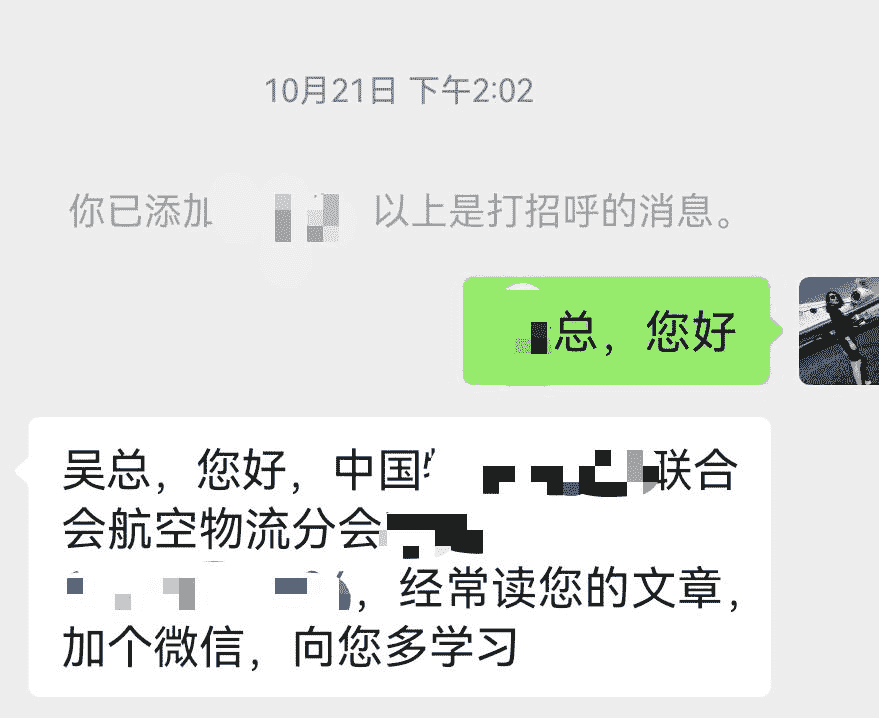 10月21日 下午2:02
你已添加 以上是打招呼的消息。
总，您好
吴总，您好，中国 联合
会航空物流分会
，经常读您的文章，
加个微信，向您多学习